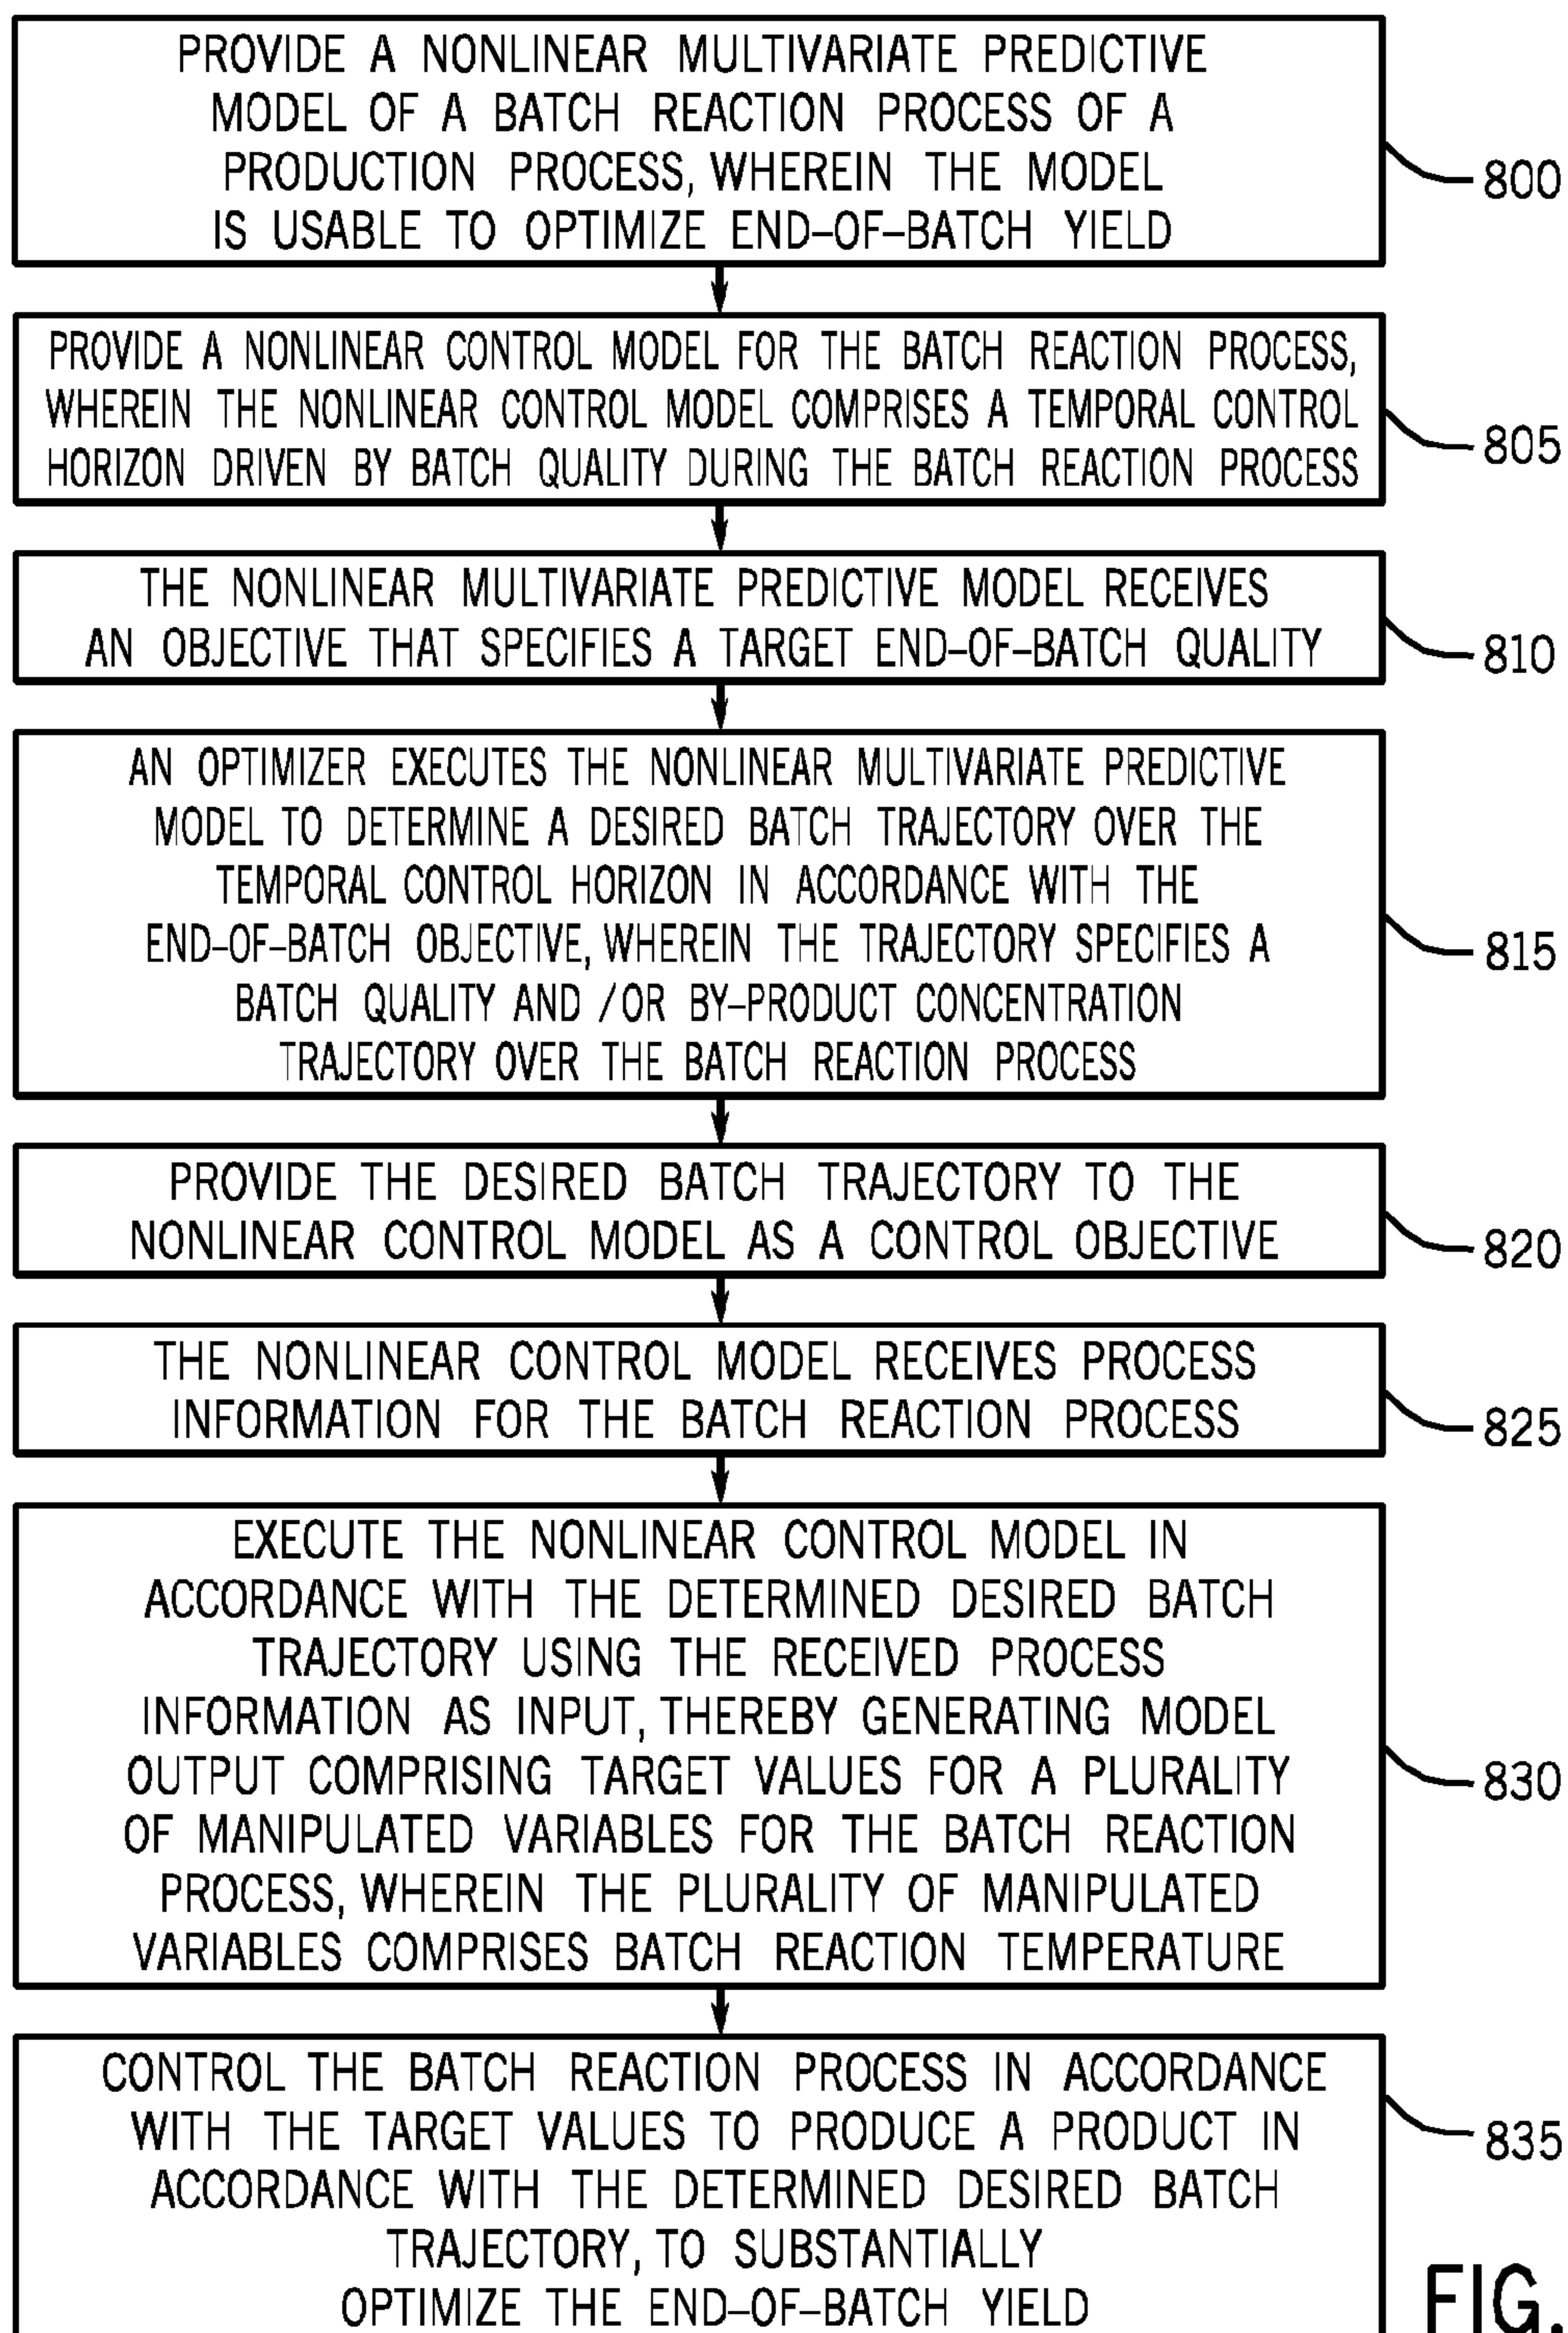 PROVIDE A NONLINEAR MULTIVARIATE PREDICTIVE
MODEL OF A BATCH REACTION PROCESS OF A
PRODUCTION PROCESS, WHEREIN THE MODEL
IS USABLE TO OPTIMIZE END–OF–BATCH YIELD
800
PROVIDE A NONLINEAR CONTROL MODEL FOR THE BATCH REACTION PROCESS,
WHEREIN THE NONLINEAR CONTROL MODEL COMPRISES A TEMPORAL CONTROL
HORIZON DRIVEN BY BATCH QUALITY DURING THE BATCH REACTION PROCESS
805
THE NONLINEAR MULTIVARIATE PREDICTIVE MODEL RECEIVES
AN OBJECTIVE THAT SPECIFIES A TARGET END–OF–BATCH QUALITY
810
AN OPTIMIZER EXECUTES THE NONLINEAR MULTIVARIATE PREDICTIVE
MODEL TO DETERMINE A DESIRED BATCH TRAJECTORY OVER THE
TEMPORAL CONTROL HORIZON IN ACCORDANCE WITH THE
END–OF–BATCH OBJECTIVE, WHEREIN THE TRAJECTORY SPECIFIES A
BATCH QUALITY AND /OR BY–PRODUCT CONCENTRATION
TRAJECTORY OVER THE BATCH REACTION PROCESS
815
PROVIDE THE DESIRED BATCH TRAJECTORY TO THE
NONLINEAR CONTROL MODEL AS A CONTROL OBJECTIVE
820
THE NONLINEAR CONTROL MODEL RECEIVES PROCESS
INFORMATION FOR THE BATCH REACTION PROCESS
825
EXECUTE THE NONLINEAR CONTROL MODEL IN
ACCORDANCE WITH THE DETERMINED DESIRED BATCH
TRAJECTORY USING THE RECEIVED PROCESS
INFORMATION AS INPUT, THEREBY GENERATING MODEL
OUTPUT COMPRISING TARGET VALUES FOR A PLURALITY
OF MANIPULATED VARIABLES FOR THE BATCH REACTION
PROCESS, WHEREIN THE PLURALITY OF MANIPULATED
VARIABLES COMPRISES BATCH REACTION TEMPERATURE
830
CONTROL THE BATCH REACTION PROCESS IN ACCORDANCE
WITH THE TARGET VALUES TO PRODUCE A PRODUCT IN
ACCORDANCE WITH THE DETERMINED DESIRED BATCH
TRAJECTORY, TO SUBSTANTIALLY
OPTIMIZE THE END–OF–BATCH YIELD
835
FIG.